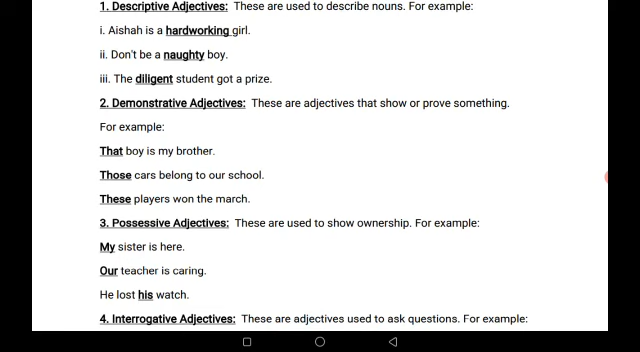 1. Descriptive Adjectives: These are used to describe nouns. For example:
i. Aishah is a hardworking girl.
ii. Don't be a naughty boy.
iii. The diligent student got a prize.
2. Demonstrative Adjectives: These are adjectives that show or prove something.
For example:
That boy is my brother.
Those cars belong to our school.
These players won the march.
3. Possessive Adjectives: These are used to show ownership. For example:
My sister is here.
Our teacher is caring.
He lost his watch.
4. Interrogative Adjectives: These are adjectives used to ask questions. For example: